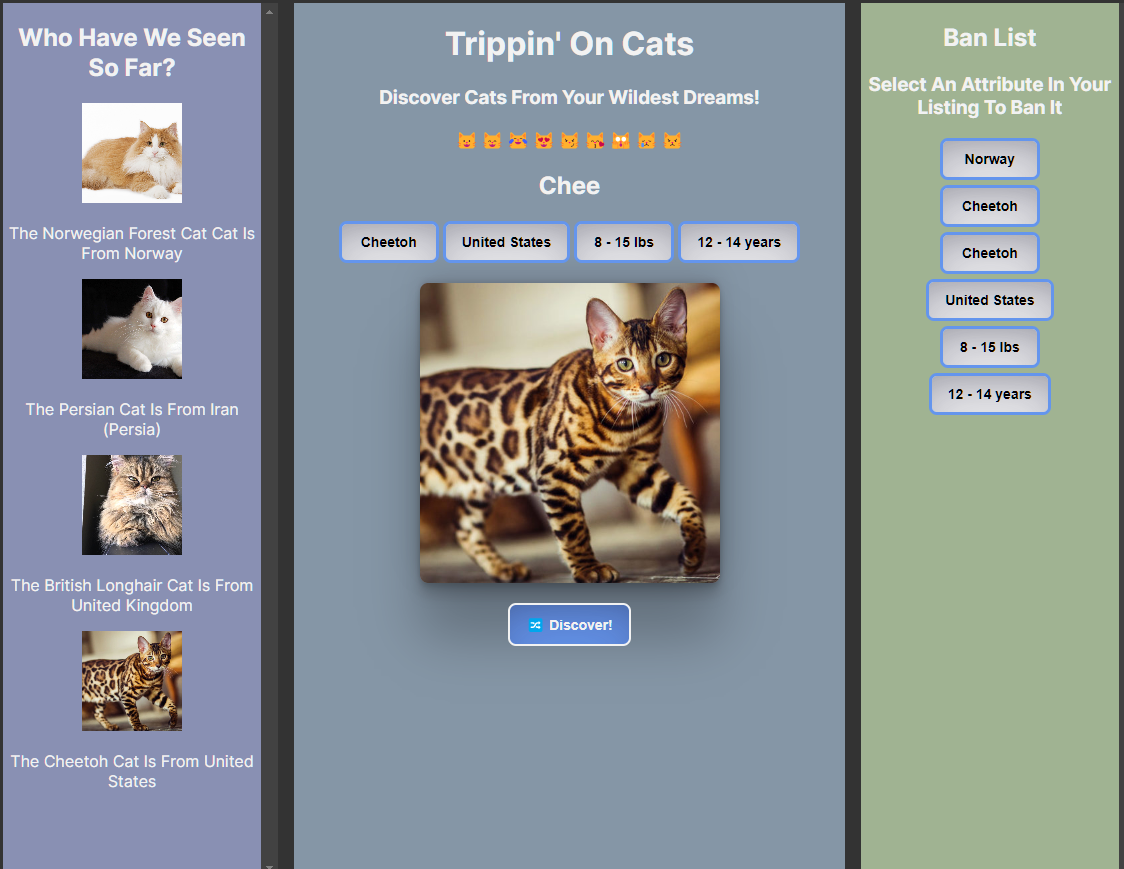 Who Have We Seen
So Far?
The Norwegian Forest Cat Cat Is
From Norway
The Persian Cat Is From Iran
(Persia)
The British Longhair Cat Is From
United Kingdom
The Cheetoh Cat Is From United
States
Trippin' On Cats
Discover Cats From Your Wildest Dreams!
Chee
Cheetoh
United States
8 - 15 lbs
12 - 14 years
Discover!
Ban List
Select An Attribute In Your
Listing To Ban It
Norway
Cheetoh
Cheetoh
United States
8 - 15 lbs
12 - 14 years